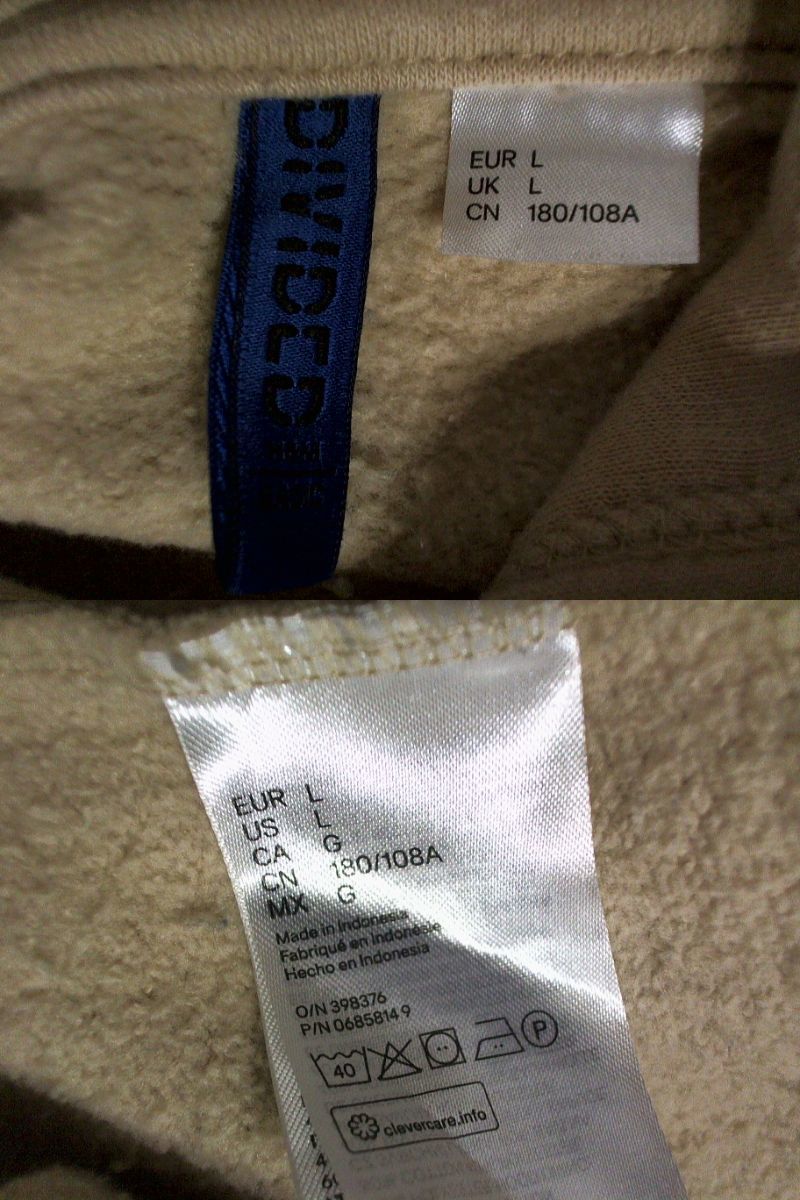 DIVIDED
EUR L
UK L
CN 180/108A
EUR L
US L
CA G
CN 180/108A
MX G
Made in Indonesia
Fabriqué en Indonésie
Hecho en Indonesia
O/N 398376
P/N 0685814 9
40
P
clevercare.info